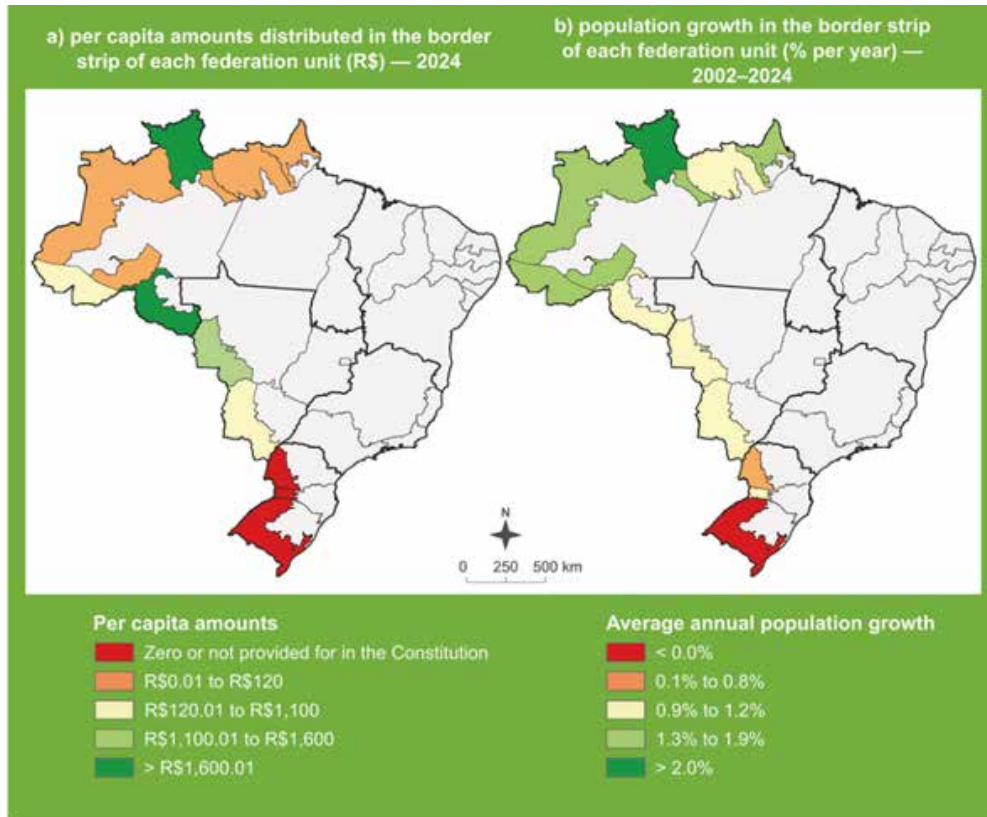 a) per capita amounts distributed in the border
strip of each federation unit (R$) — 2024
b) population growth in the border strip
of each federation unit (% per year) —
2002–2024
N
0 250 500 km
Per capita amounts
Zero or not provided for in the Constitution
R$0.01 to R$120
R$120.01 to R$1,100
R$1,100.01 to R$1,600
> R$1,600.01
Average annual population growth
< 0.0%
0.1% to 0.8%
0.9% to 1.2%
1.3% to 1.9%
> 2.0%